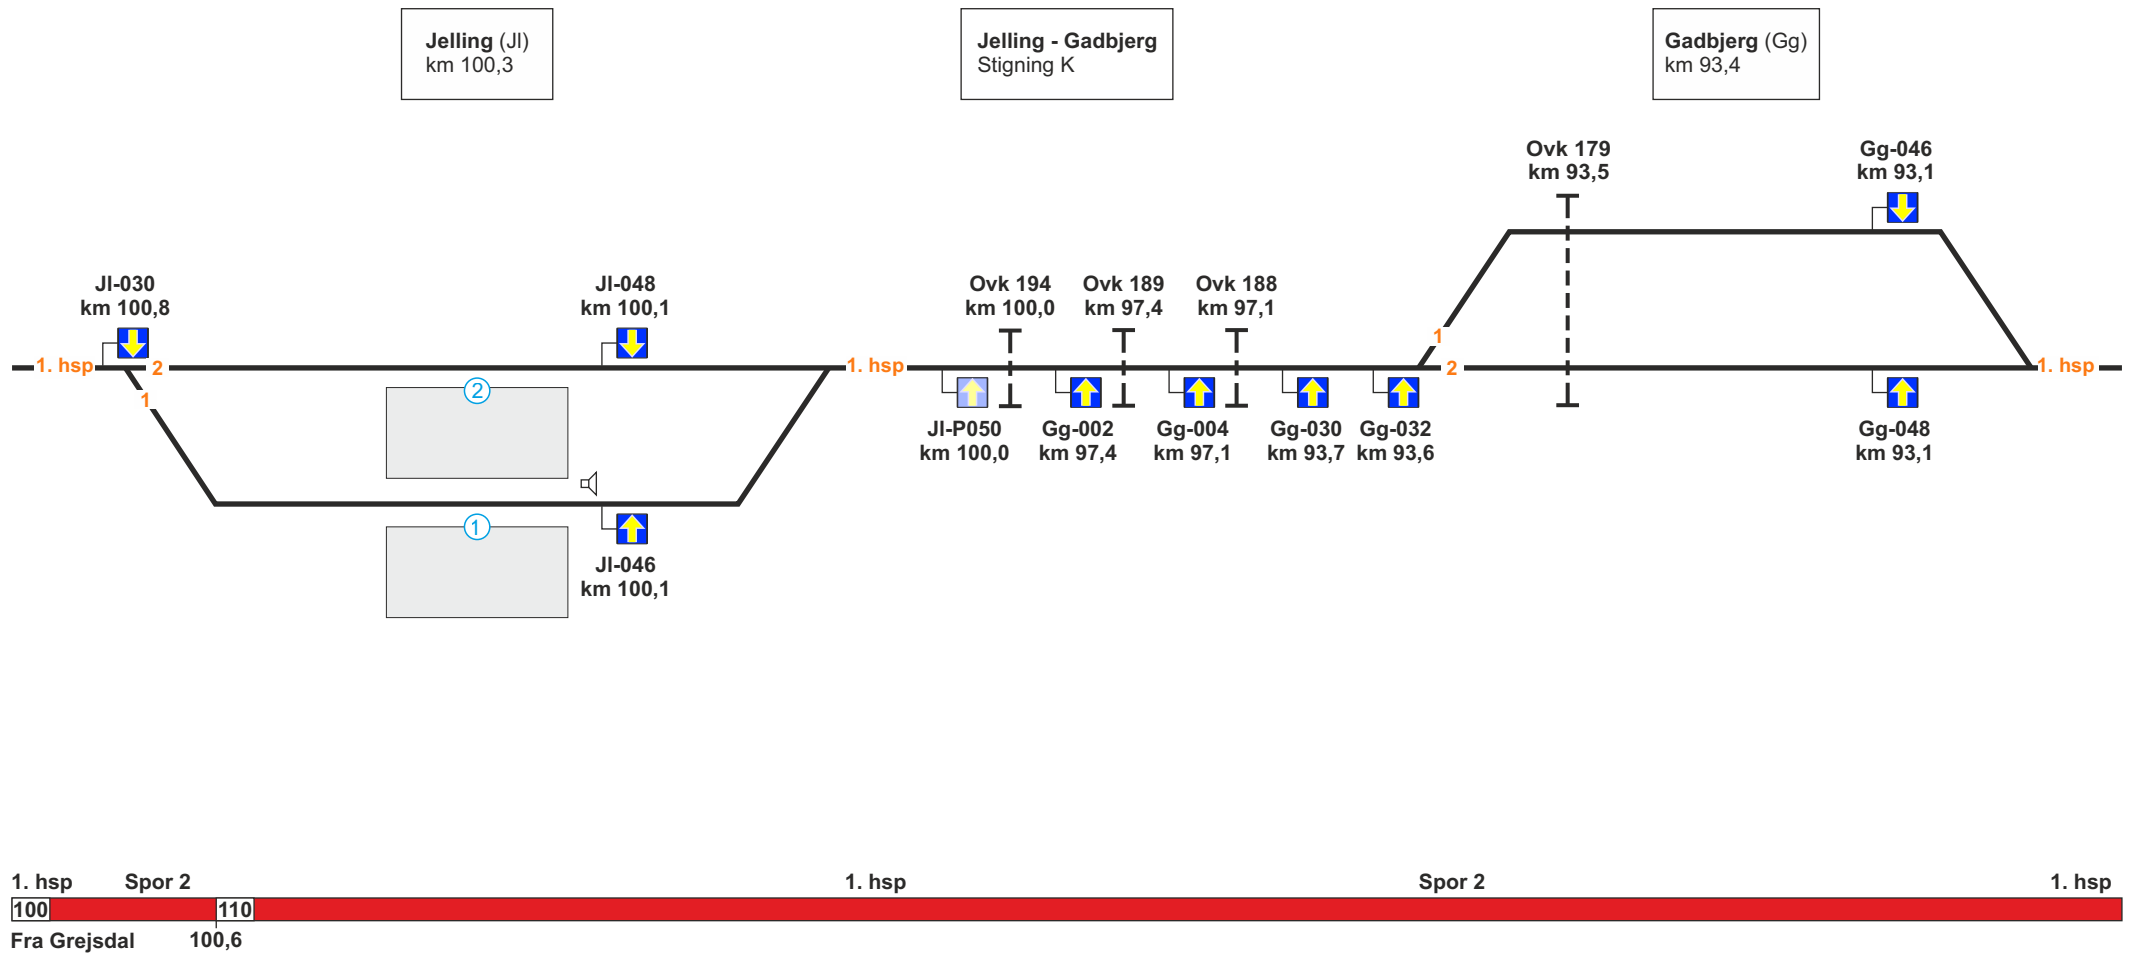 Jelling (Jl)
km 100,3
Jelling - Gadbjerg
Stigning K
Gadbjerg (Gg)
km 93,4
Ovk 179
km 93,5
Gg-046
km 93,1
Jl-030
km 100,8
Jl-048
km 100,1
Ovk 194
km 100,0
Ovk 189
km 97,4
Ovk 188
km 97,1
1
1. hsp
2
1. hsp
2
1. hsp
1
2
Jl-P050
km 100,0
Gg-002
km 97,4
Gg-004
km 97,1
Gg-030
km 93,7
Gg-032
km 93,6
Gg-048
km 93,1
1
Jl-046
km 100,1
1. hsp
Spor 2
1. hsp
Spor 2
1. hsp
100
110
Fra Grejsdal
100,6